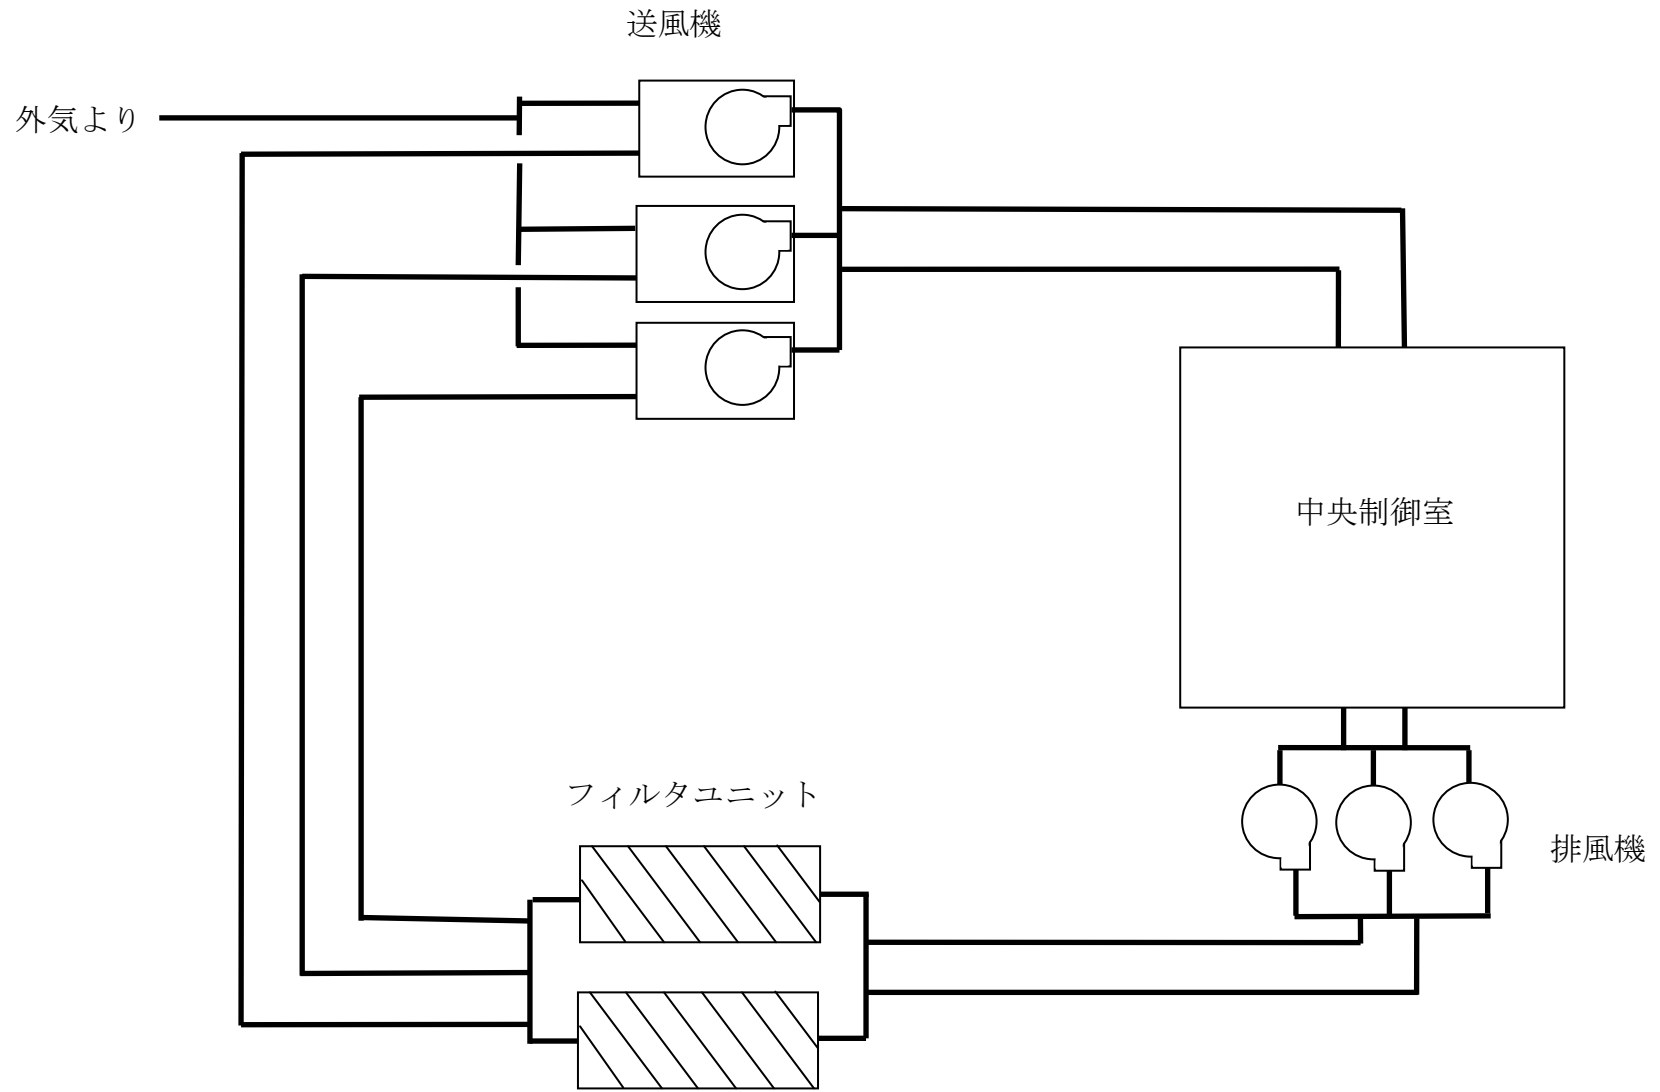 送風機
外気より
中央制御室
フィルタユニット
排風機